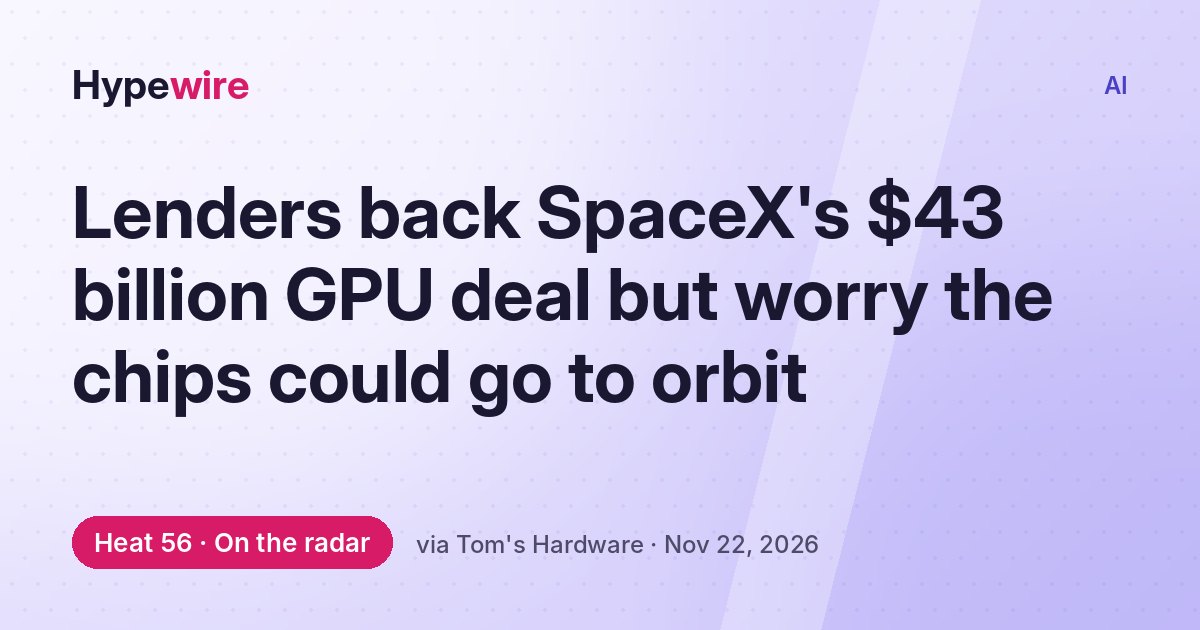 Hypewire
AI
Lenders back SpaceX's $43
billion GPU deal but worry the
chips could go to orbit
Heat 56 · On the radar
via Tom's Hardware · Nov 22, 2026